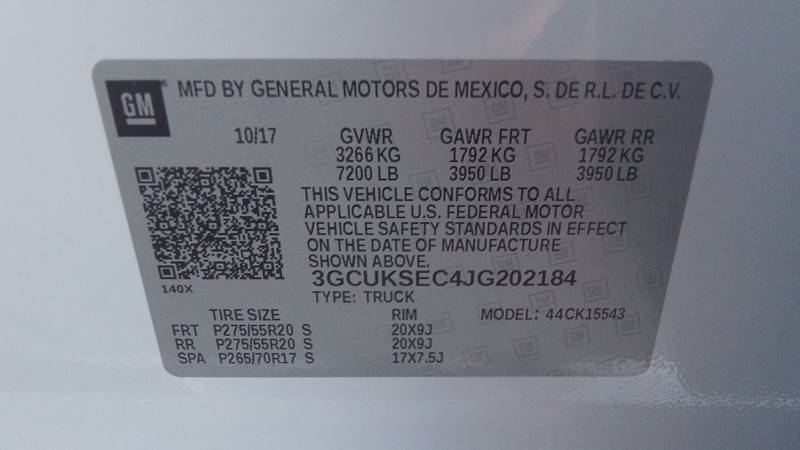 GM MFD BY GENERAL MOTORS DE MEXICO, S. DE R.L. DE C.V.
10/17 GVWR GAWR FRT GAWR RR
3266 KG 1792 KG 1792 KG
7200 LB 3950 LB 3950 LB
THIS VEHICLE CONFORMS TO ALL
APPLICABLE U.S. FEDERAL MOTOR
VEHICLE SAFETY STANDARDS IN EFFECT
ON THE DATE OF MANUFACTURE
SHOWN ABOVE.
140X
3GCUKSEC4JG202184
TYPE: TRUCK MODEL: 44CK15543
TIRE SIZE RIM
FRT P275/55R20 S 20X9J
RR P275/55R20 S 20X9J
SPA P265/70R17 S 17X7.5J